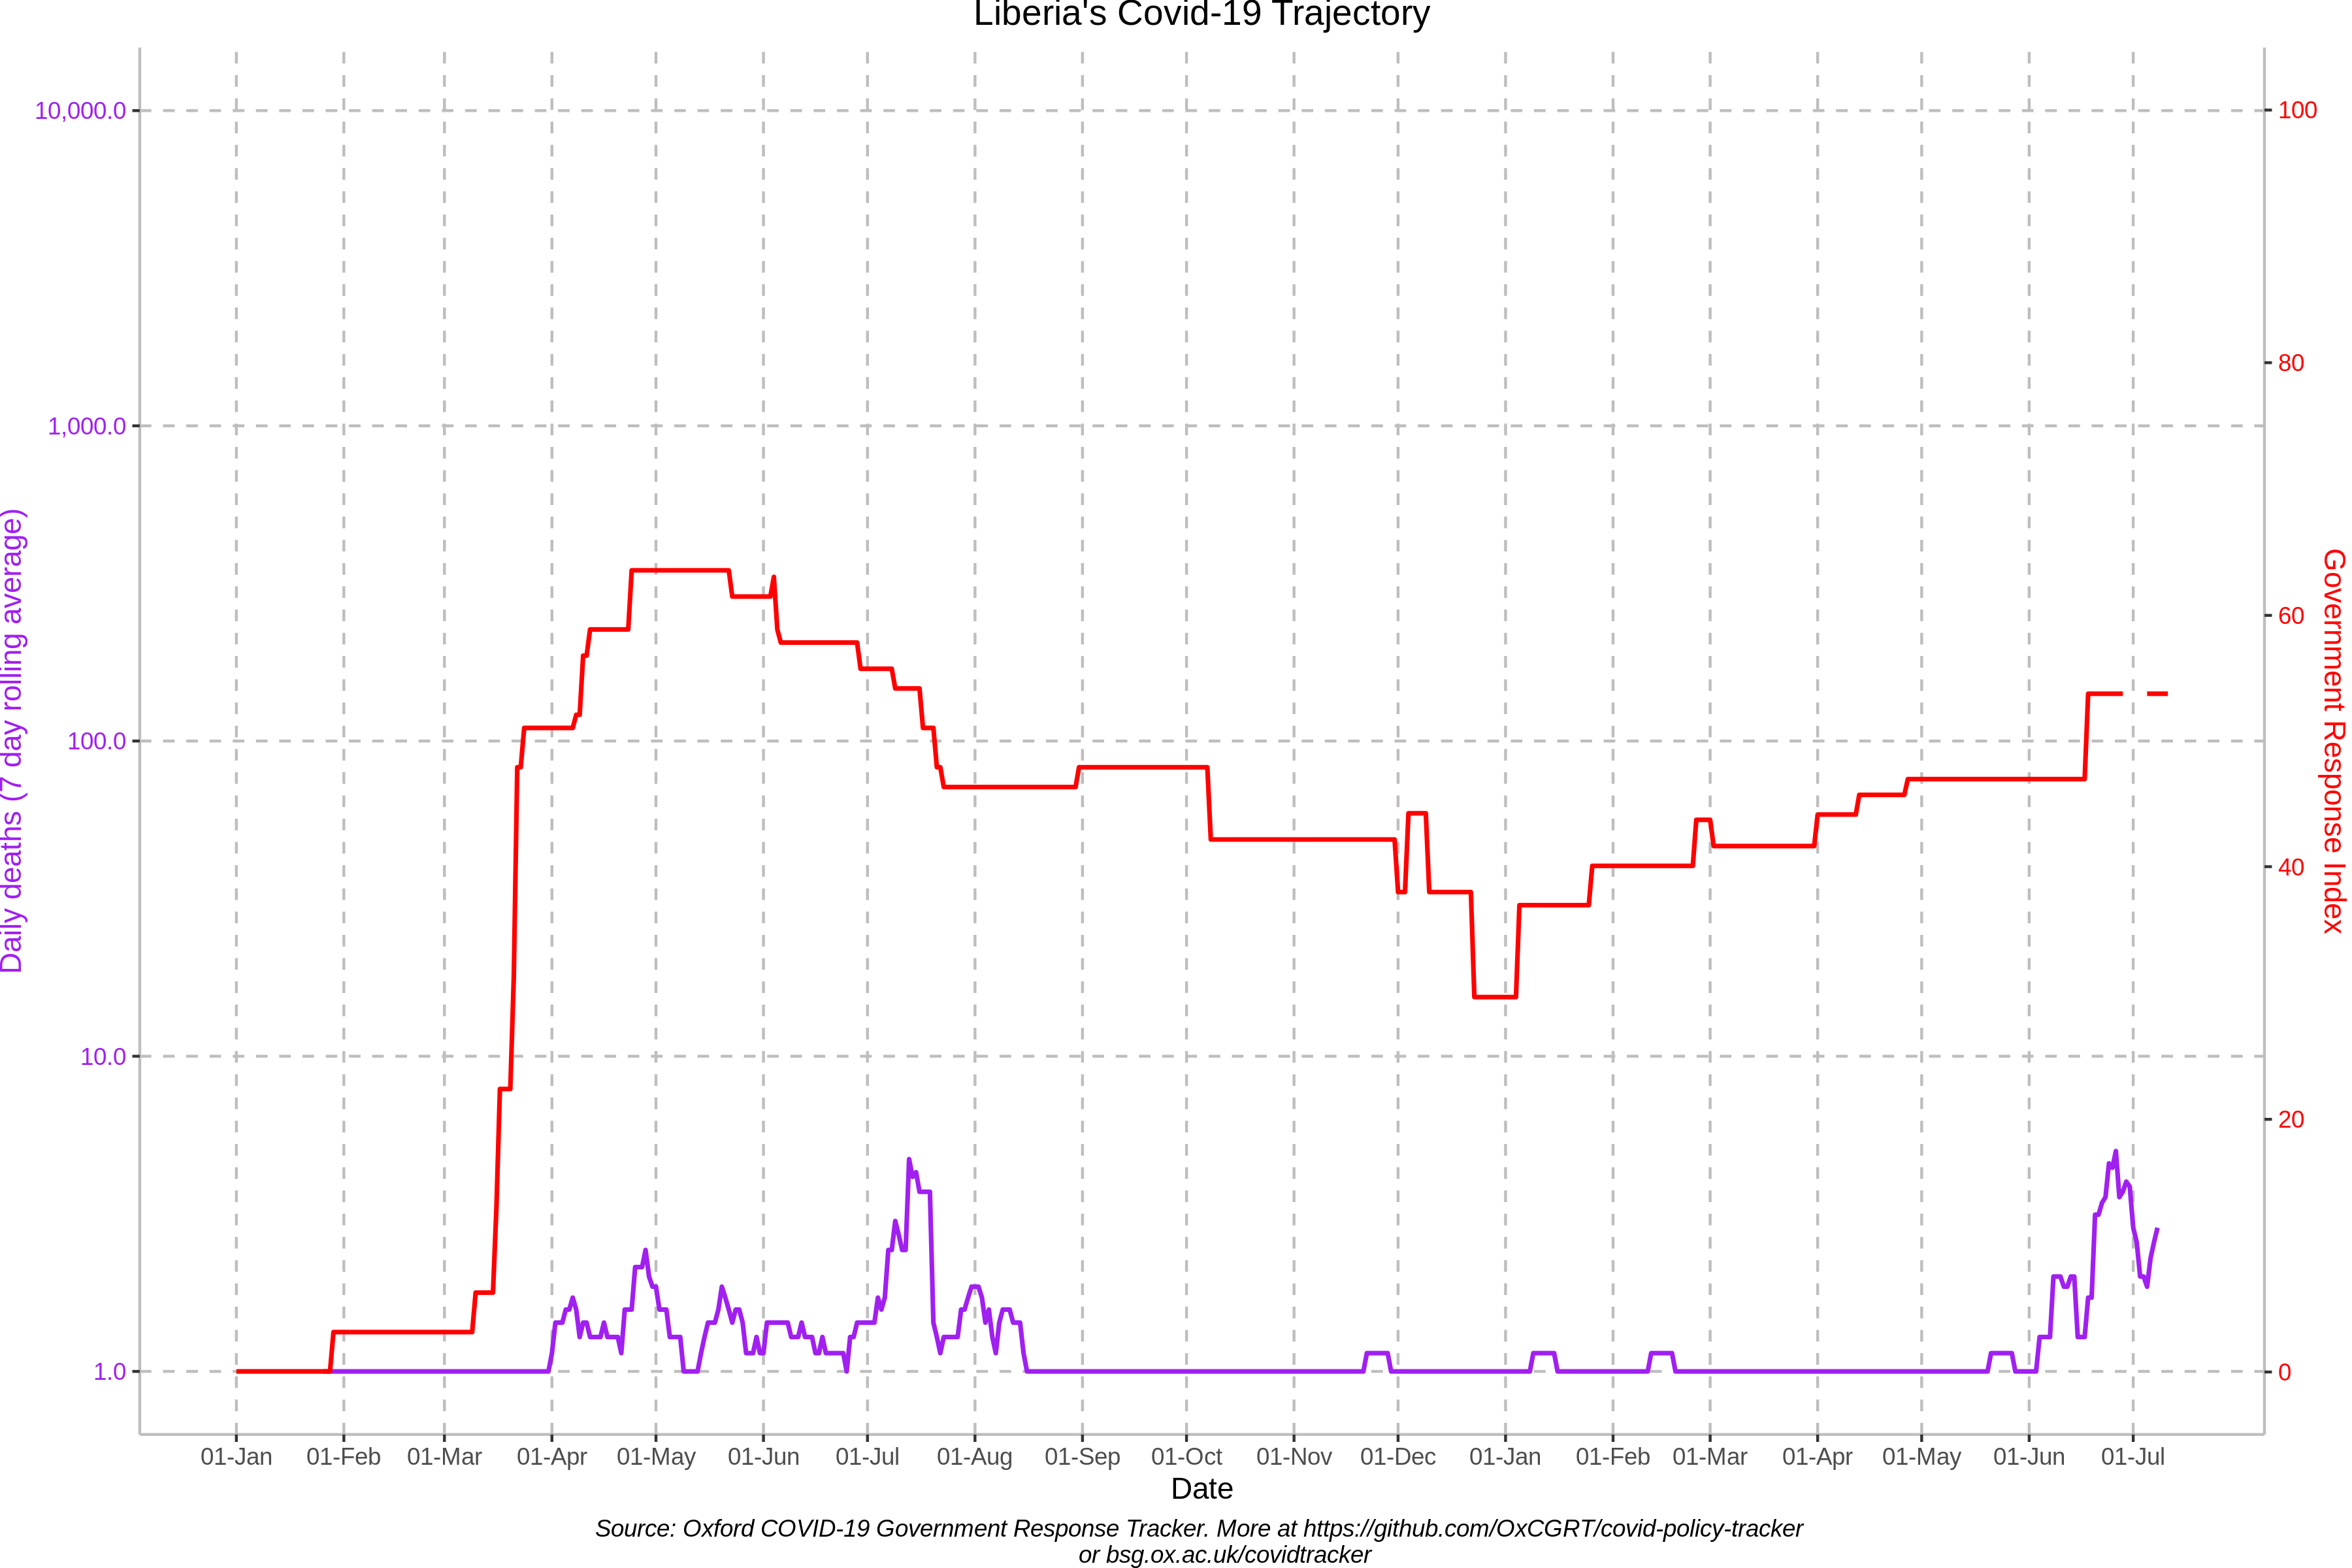 Liberia's Covid-19 Trajectory
10,000.0
1,000.0
100.0
10.0
1.0
Daily deaths (7 day rolling average)
100
80
60
40
20
0
Government Response Index
01-Jan 01-Feb 01-Mar 01-Apr 01-May 01-Jun 01-Jul 01-Aug 01-Sep 01-Oct 01-Nov 01-Dec 01-Jan 01-Feb 01-Mar 01-Apr 01-May 01-Jun 01-Jul
Date
Source: Oxford COVID-19 Government Response Tracker. More at https://github.com/OxCGRT/covid-policy-tracker
or bsg.ox.ac.uk/covidtracker